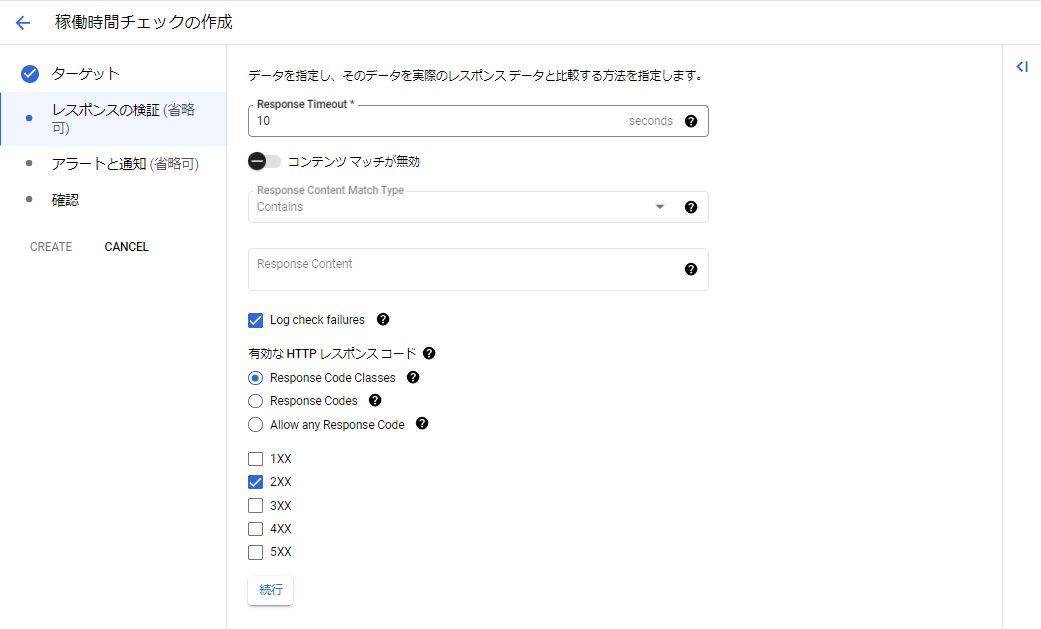 稼働時間チェックの作成
ターゲット
レスポンスの検証 (省略
可)
アラートと通知 (省略可)
確認
CREATE CANCEL
データを指定し、そのデータを実際のレスポンス データと比較する方法を指定します。
Response Timeout *
10 seconds
コンテンツ マッチが無効
Response Content Match Type
Contains
Response Content
Log check failures
有効な HTTP レスポンス コード
Response Code Classes
Response Codes
Allow any Response Code
1XX
2XX
3XX
4XX
5XX
続行